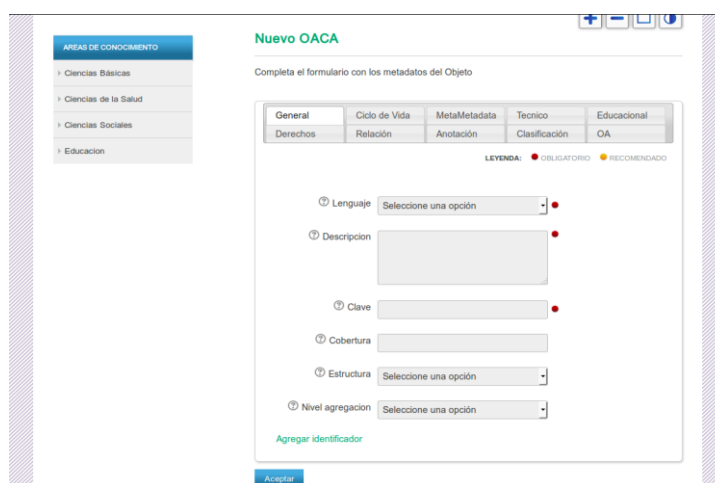 AREAS DE CONOCIMIENTO
Ciencias Básicas
Ciencias de la Salud
Ciencias Sociales
Educacion
Nuevo OACA
Completa el formulario con los metadatos del Objeto
General Ciclo de Vida MetaMetadata Tecnico Educacional
Derechos Relación Anotación Clasificación OA
LEYENDA: OBLIGATORIO RECOMENDADO
Lenguaje Seleccione una opción
Descripcion
Clave
Cobertura
Estructura Seleccione una opción
Nivel agregacion Seleccione una opción
Agregar identificador
Aceptar